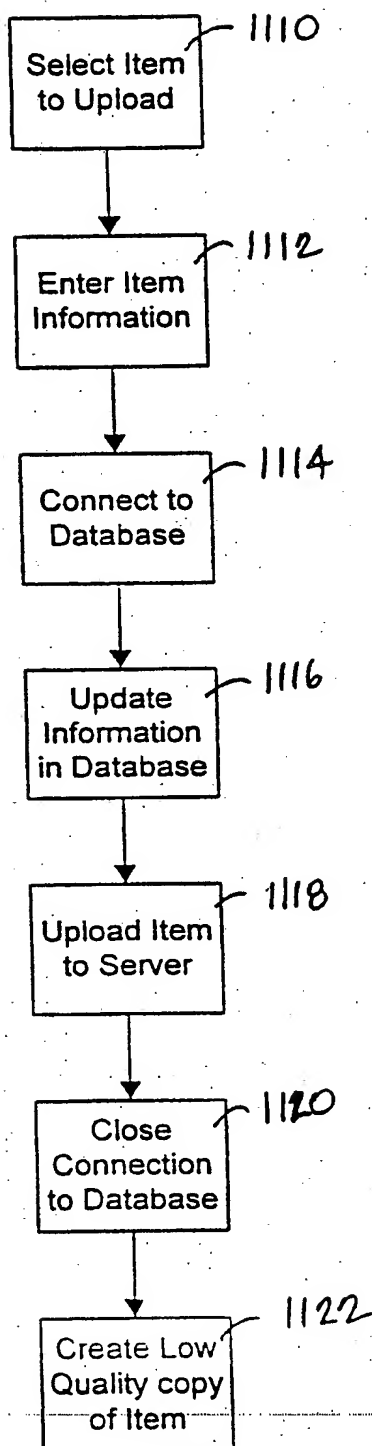 1110
Select Item
to Upload
1112
Enter Item
Information
1114
Connect to
Database
1116
Update
Information
in Database
1118
Upload Item
to Server
1120
Close
Connection
to Database
1122
Create Low
Quality copy
of Item